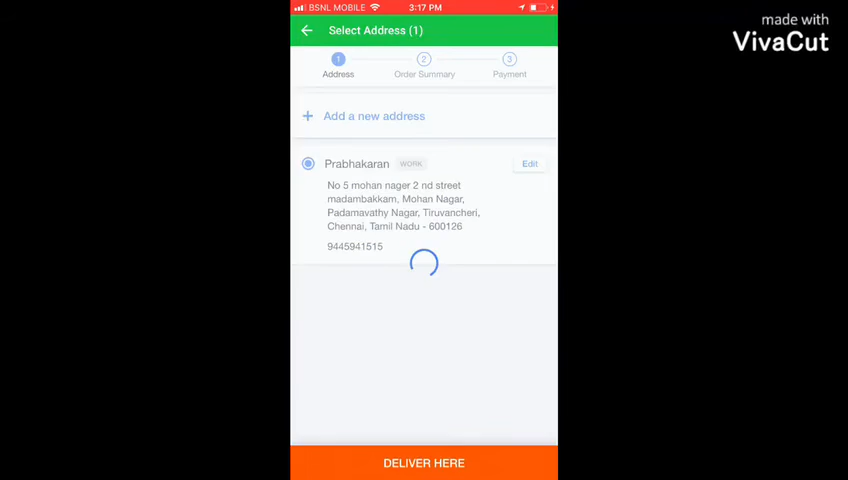 BSNL MOBILE 3:17 PM
made with
VivaCut
Select Address (1)
1 2 3
Address Order Summary Payment
+ Add a new address
Prabhakaran WORK Edit
No 5 mohan nager 2 nd street
madambakkam, Mohan Nagar,
Padamavathy Nagar, Tiruvancheri,
Chennai, Tamil Nadu - 600126
9445941515
DELIVER HERE